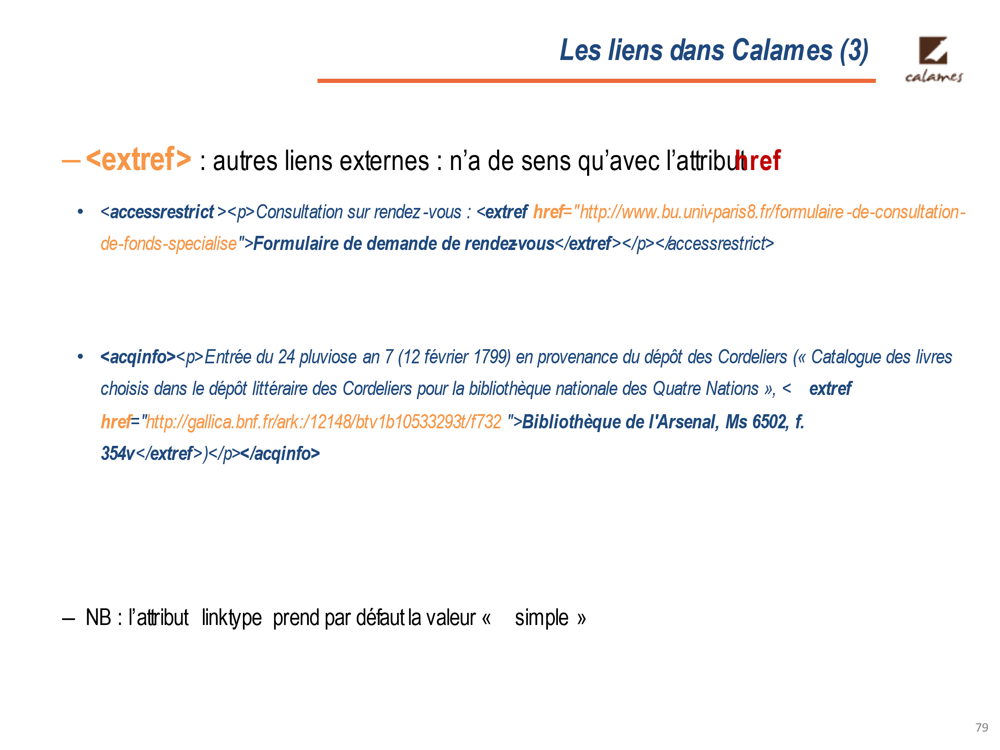 Les liens dans Calames (3)
calames
– <extref> : autres liens externes : n’a de sens qu’avec l’attribut href
• <accessrestrict><p>Consultation sur rendez-vous : <extref href="http://www.bu.univ-paris8.fr/formulaire-de-consultation-
de-fonds-specialise">Formulaire de demande de rendez-vous</extref></p></accessrestrict>
• <acqinfo><p>Entrée du 24 pluviose an 7 (12 février 1799) en provenance du dépôt des Cordeliers (« Catalogue des livres
choisis dans le dépôt littéraire des Cordeliers pour la bibliothèque nationale des Quatre Nations », <extref
href="http://gallica.bnf.fr/ark:/12148/btv1b10533293t/f732">Bibliothèque de l'Arsenal, Ms 6502, f.
354v</extref>)</p></acqinfo>
– NB : l’attribut linktype prend par défaut la valeur « simple »
79